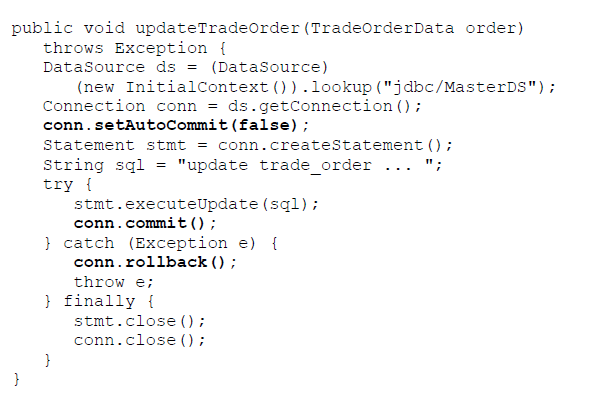 public void updateTradeOrder(TradeOrderData order)
   throws Exception {
   DataSource ds = (DataSource)
      (new InitialContext()).lookup("jdbc/MasterDS");
   Connection conn = ds.getConnection();
   conn.setAutoCommit(false);
   Statement stmt = conn.createStatement();
   String sql = "update trade_order ... ";
   try {
      stmt.executeUpdate(sql);
      conn.commit();
   } catch (Exception e) {
      conn.rollback();
      throw e;
   } finally {
      stmt.close();
      conn.close();
   }
}